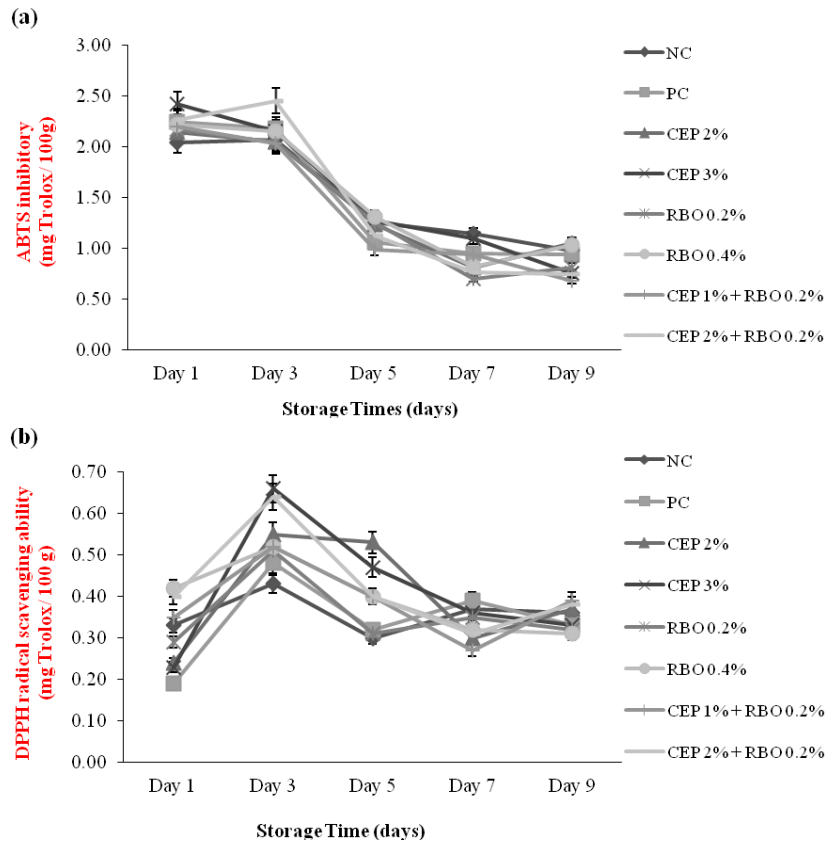 (a)
ABTS inhibitory
(mg Trolox/ 100g)
3.00
2.50
2.00
1.50
1.00
0.50
0.00
Day 1 Day 3 Day 5 Day 7 Day 9
Storage Times (days)
NC
PC
CEP 2%
CEP 3%
RBO 0.2%
RBO 0.4%
CEP 1% + RBO 0.2%
CEP 2% + RBO 0.2%
(b)
DPPH radical scavenging ability
(mg Trolox/ 100 g)
0.70
0.60
0.50
0.40
0.30
0.20
0.10
0.00
Day 1 Day 3 Day 5 Day 7 Day 9
Storage Time (days)
NC
PC
CEP 2%
CEP 3%
RBO 0.2%
RBO 0.4%
CEP 1% + RBO 0.2%
CEP 2% + RBO 0.2%